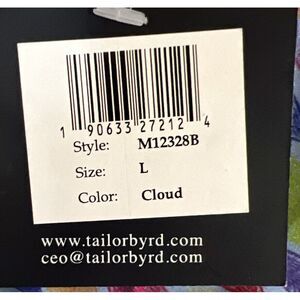 1 90633 27212 4
Style: M12328B
Size: L
Color: Cloud
www.tailorbyrd.com
ceo@tailorbyrd.com